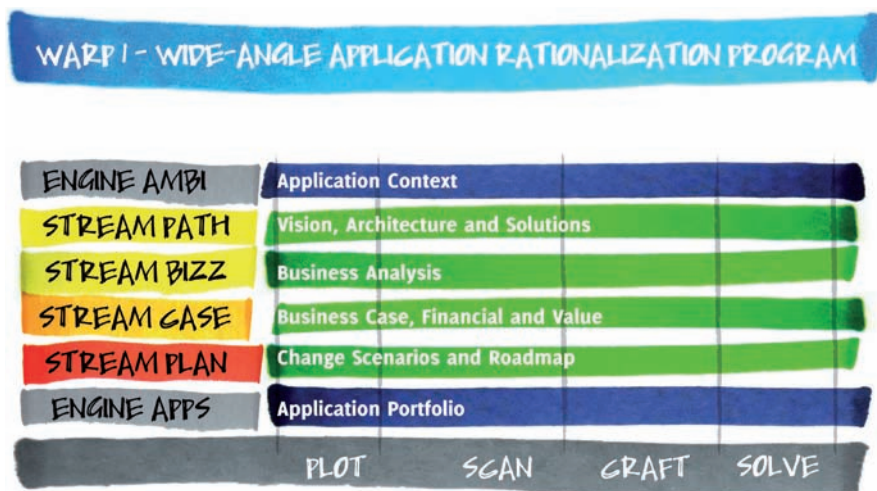 WARP 1 - WIDE-ANGLE APPLICATION RATIONALIZATION PROGRAM
ENGINE AMBI Application Context
STREAM PATH Vision, Architecture and Solutions
STREAM BIZZ Business Analysis
STREAM CASE Business Case, Financial and Value
STREAM PLAN Change Scenarios and Roadmap
ENGINE APPS Application Portfolio
PLOT SCAN CRAFT SOLVE